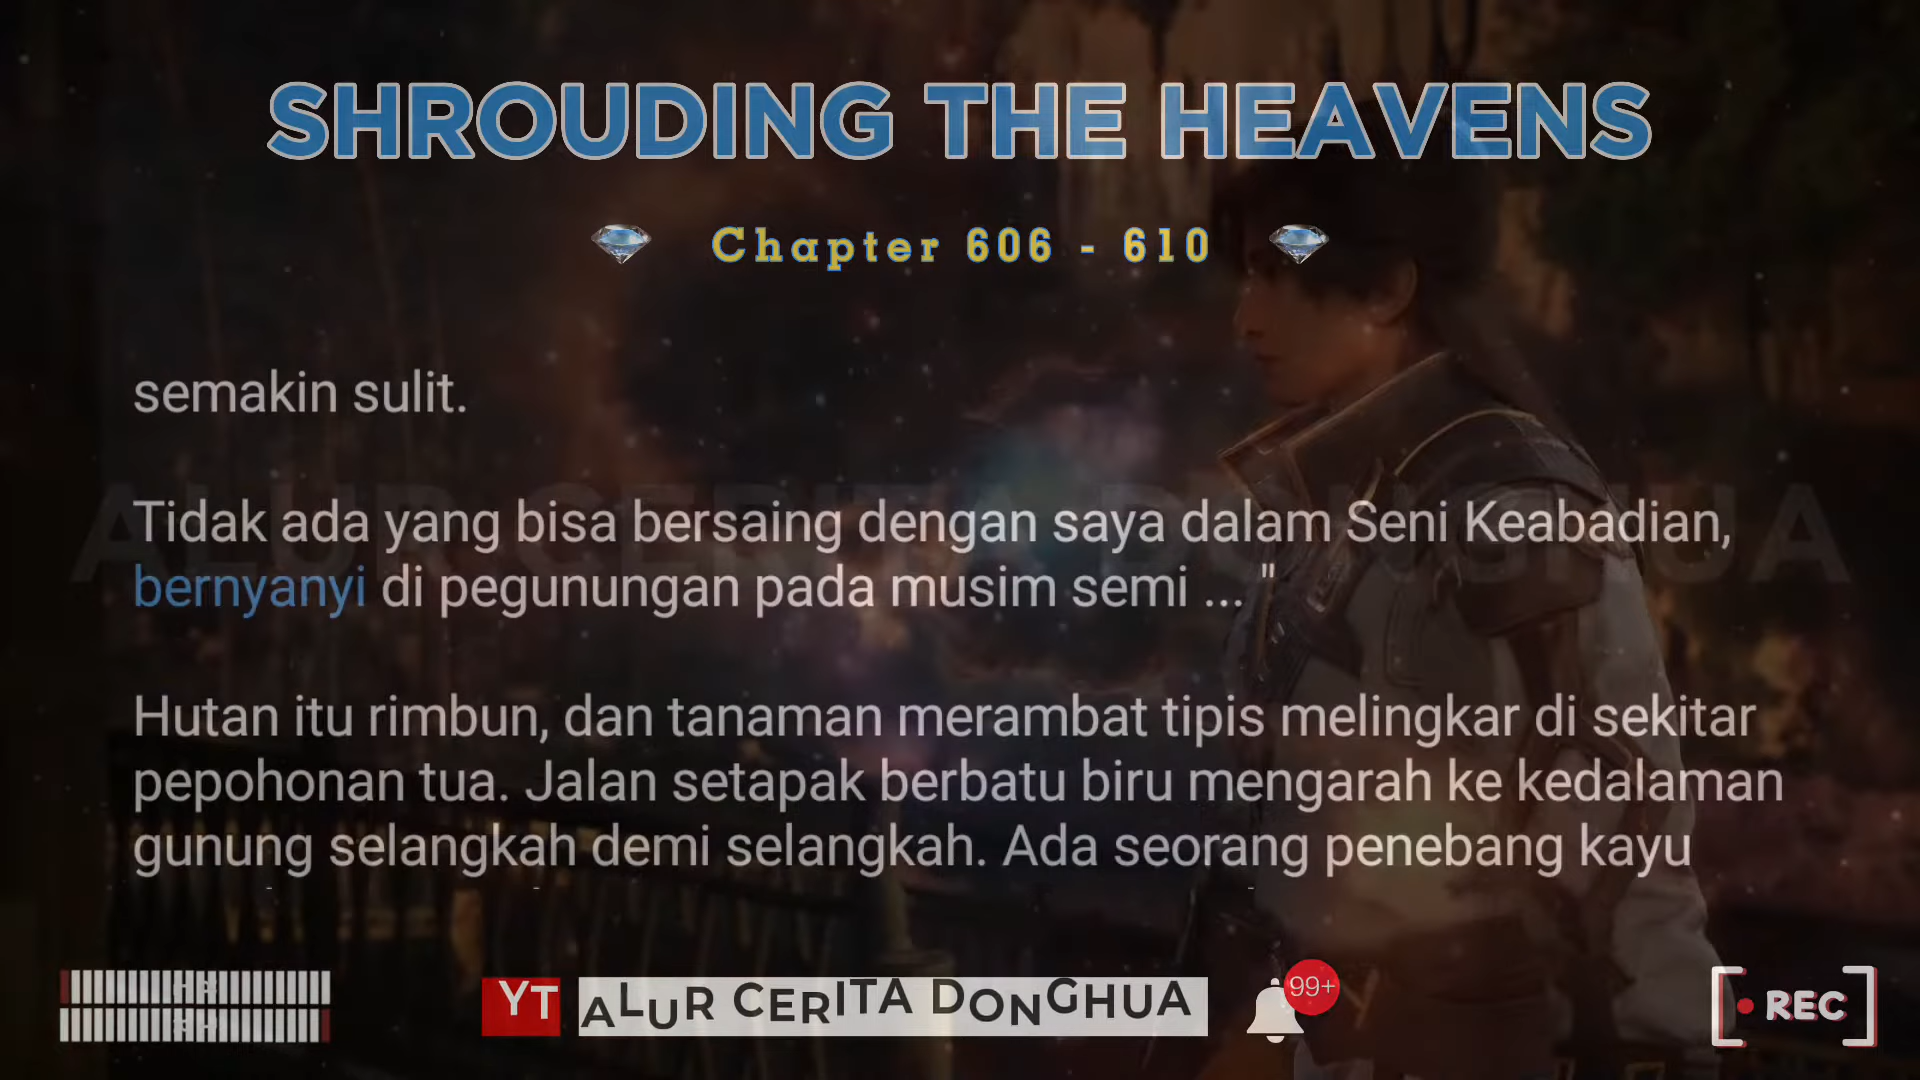 SHROUDING THE HEAVENS
Chapter 606 - 610
semakin sulit.
Tidak ada yang bisa bersaing dengan saya dalam Seni Keabadian,
bernyanyi di pegunungan pada musim semi ... "
Hutan itu rimbun, dan tanaman merambat tipis melingkar di sekitar
pepohonan tua. Jalan setapak berbatu biru mengarah ke kedalaman
gunung selangkah demi selangkah. Ada seorang penebang kayu
ALUR CERITA DONGHUA
YT ALUR CERITA DONGHUA
99+
REC